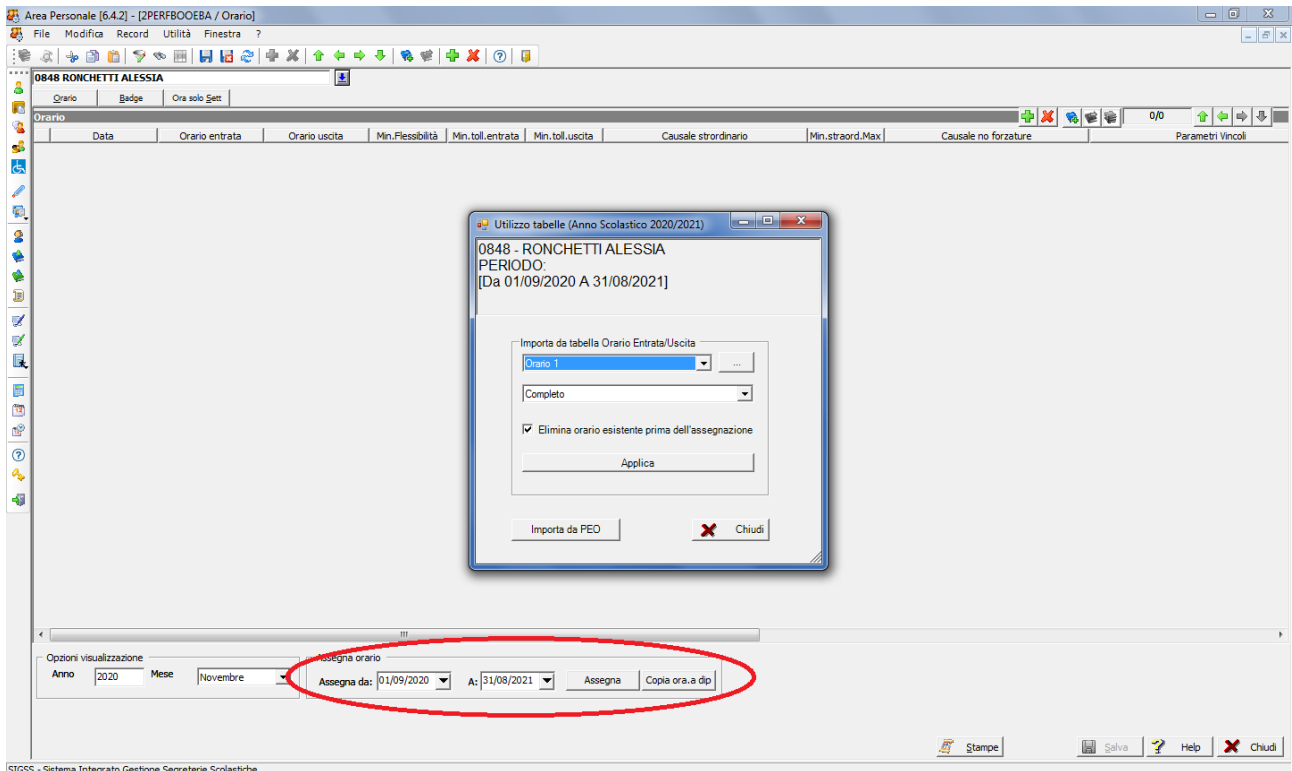 Area Personale [6.4.2] - [2PERFBOOEBA / Orario]
File Modifica Record Utilità Finestra ?
0848 RONCHETTI ALESSIA
Orario Badge Ora solo Sett
Orario
0/0
Data Orario entrata Orario uscita Min.Flessibilità Min.toll.entrata Min.toll.uscita Causale strordinario Min.straord.Max Causale no forzature Parametri Vincoli
Utilizzo tabelle (Anno Scolastico 2020/2021)
0848 - RONCHETTI ALESSIA
PERIODO:
[Da 01/09/2020 A 31/08/2021]
Importa da tabella Orario Entrata/Uscita
Orario 1 ...
Completo
Elimina orario esistente prima dell'assegnazione
Applica
Importa da PEO Chiudi
Opzioni visualizzazione Assegna orario
Anno 2020 Mese Novembre Assegna da: 01/09/2020 A: 31/08/2021 Assegna Copia ora.a dip
Stampe Salva Help Chiudi
SIGSS - Sistema Integrato Gestione Segreterie Scolastiche